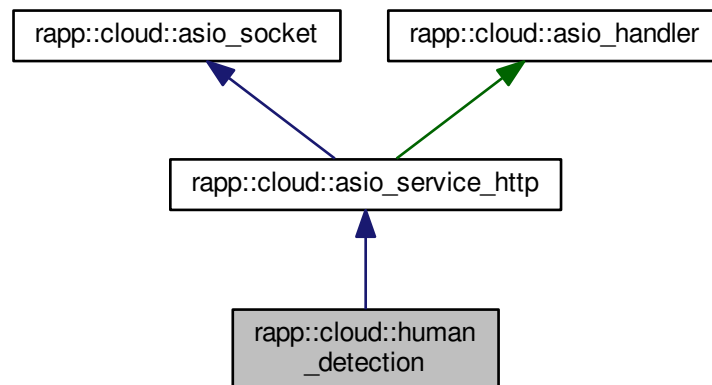 rapp::cloud::asio_socket
rapp::cloud::asio_handler
rapp::cloud::asio_service_http
rapp::cloud::human
_detection